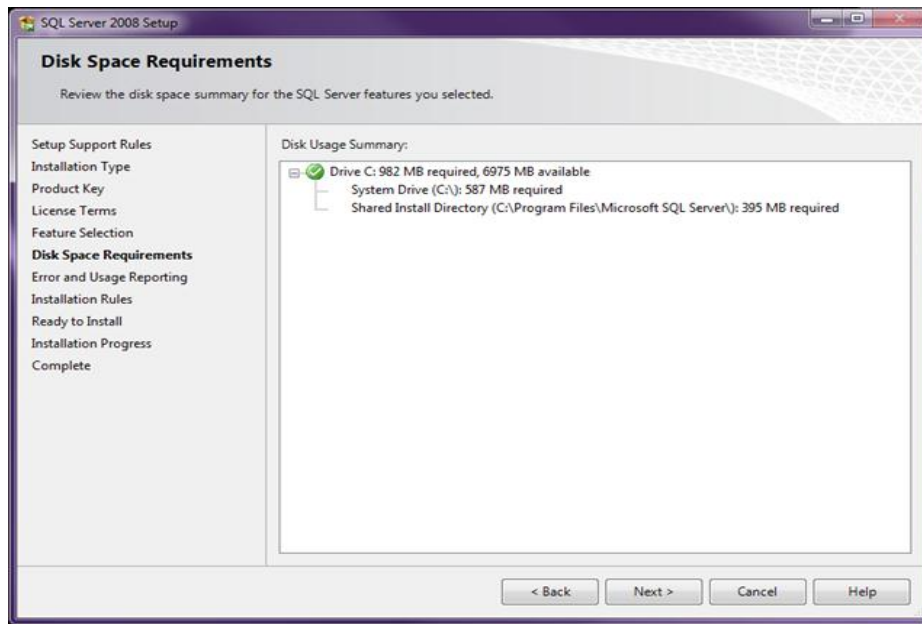 SQL Server 2008 Setup
Disk Space Requirements
Review the disk space summary for the SQL Server features you selected.
Setup Support Rules
Installation Type
Product Key
License Terms
Feature Selection
Disk Space Requirements
Error and Usage Reporting
Installation Rules
Ready to Install
Installation Progress
Complete
Disk Usage Summary:
Drive C: 982 MB required, 6975 MB available
System Drive (C:\): 587 MB required
Shared Install Directory (C:\Program Files\Microsoft SQL Server\): 395 MB required
< Back
Next >
Cancel
Help